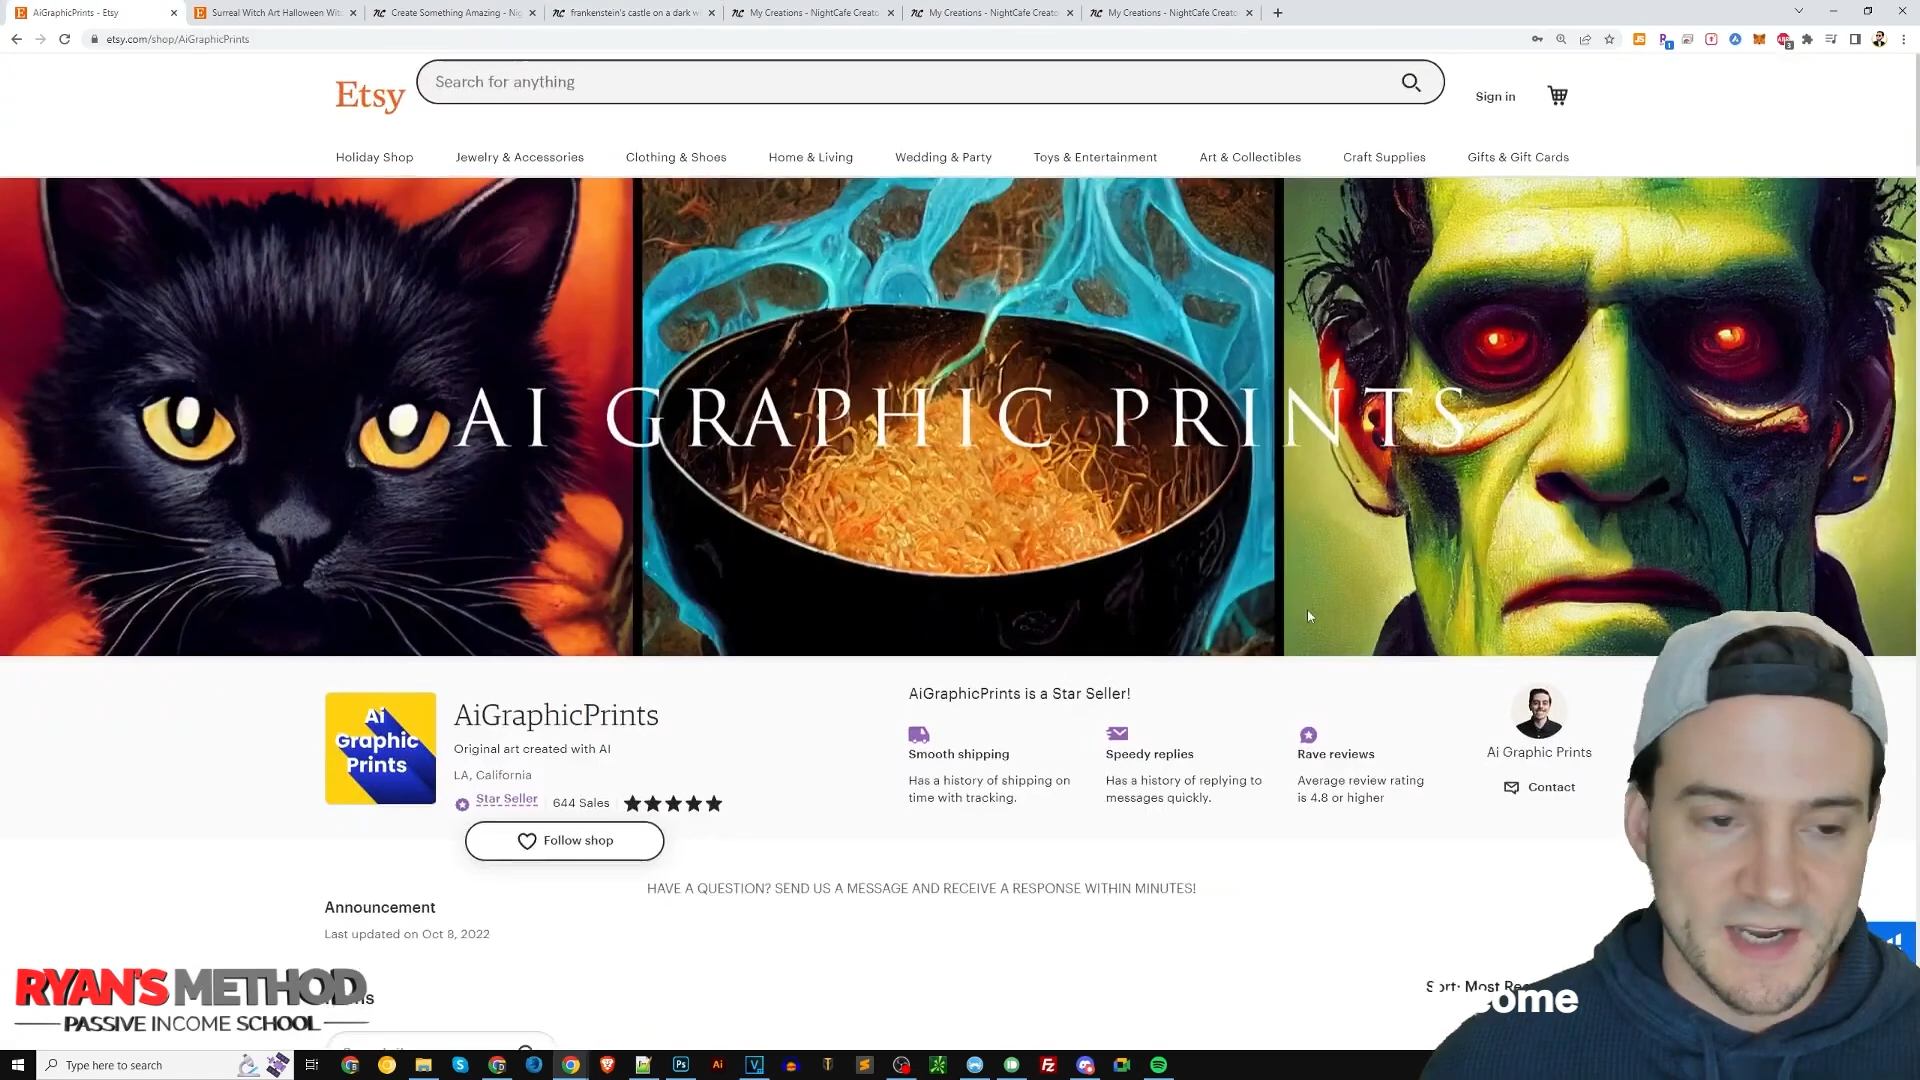 AiGraphicPrints - Etsy
Surreal Witch Art Halloween Wit
Create Something Amazing - Nig
frankenstein's castle on a dark w
My Creations - NightCafe Creato
My Creations - NightCafe Creato
My Creations - NightCafe Creato
etsy.com/shop/AiGraphicPrints
Etsy
Search for anything
Sign in
Holiday Shop
Jewelry & Accessories
Clothing & Shoes
Home & Living
Wedding & Party
Toys & Entertainment
Art & Collectibles
Craft Supplies
Gifts & Gift Cards
AI GRAPHIC PRINTS
Ai
Graphic
Prints
AiGraphicPrints
Original art created with AI
LA, California
Star Seller
644 Sales
Follow shop
AiGraphicPrints is a Star Seller!
Smooth shipping
Has a history of shipping on
time with tracking.
Speedy replies
Has a history of replying to
messages quickly.
Rave reviews
Average review rating
is 4.8 or higher
Ai Graphic Prints
Contact
HAVE A QUESTION? SEND US A MESSAGE AND RECEIVE A RESPONSE WITHIN MINUTES!
Announcement
Last updated on Oct 8, 2022
RYAN'S METHOD
PASSIVE INCOME SCHOOL
Sort: Most
Type here to search